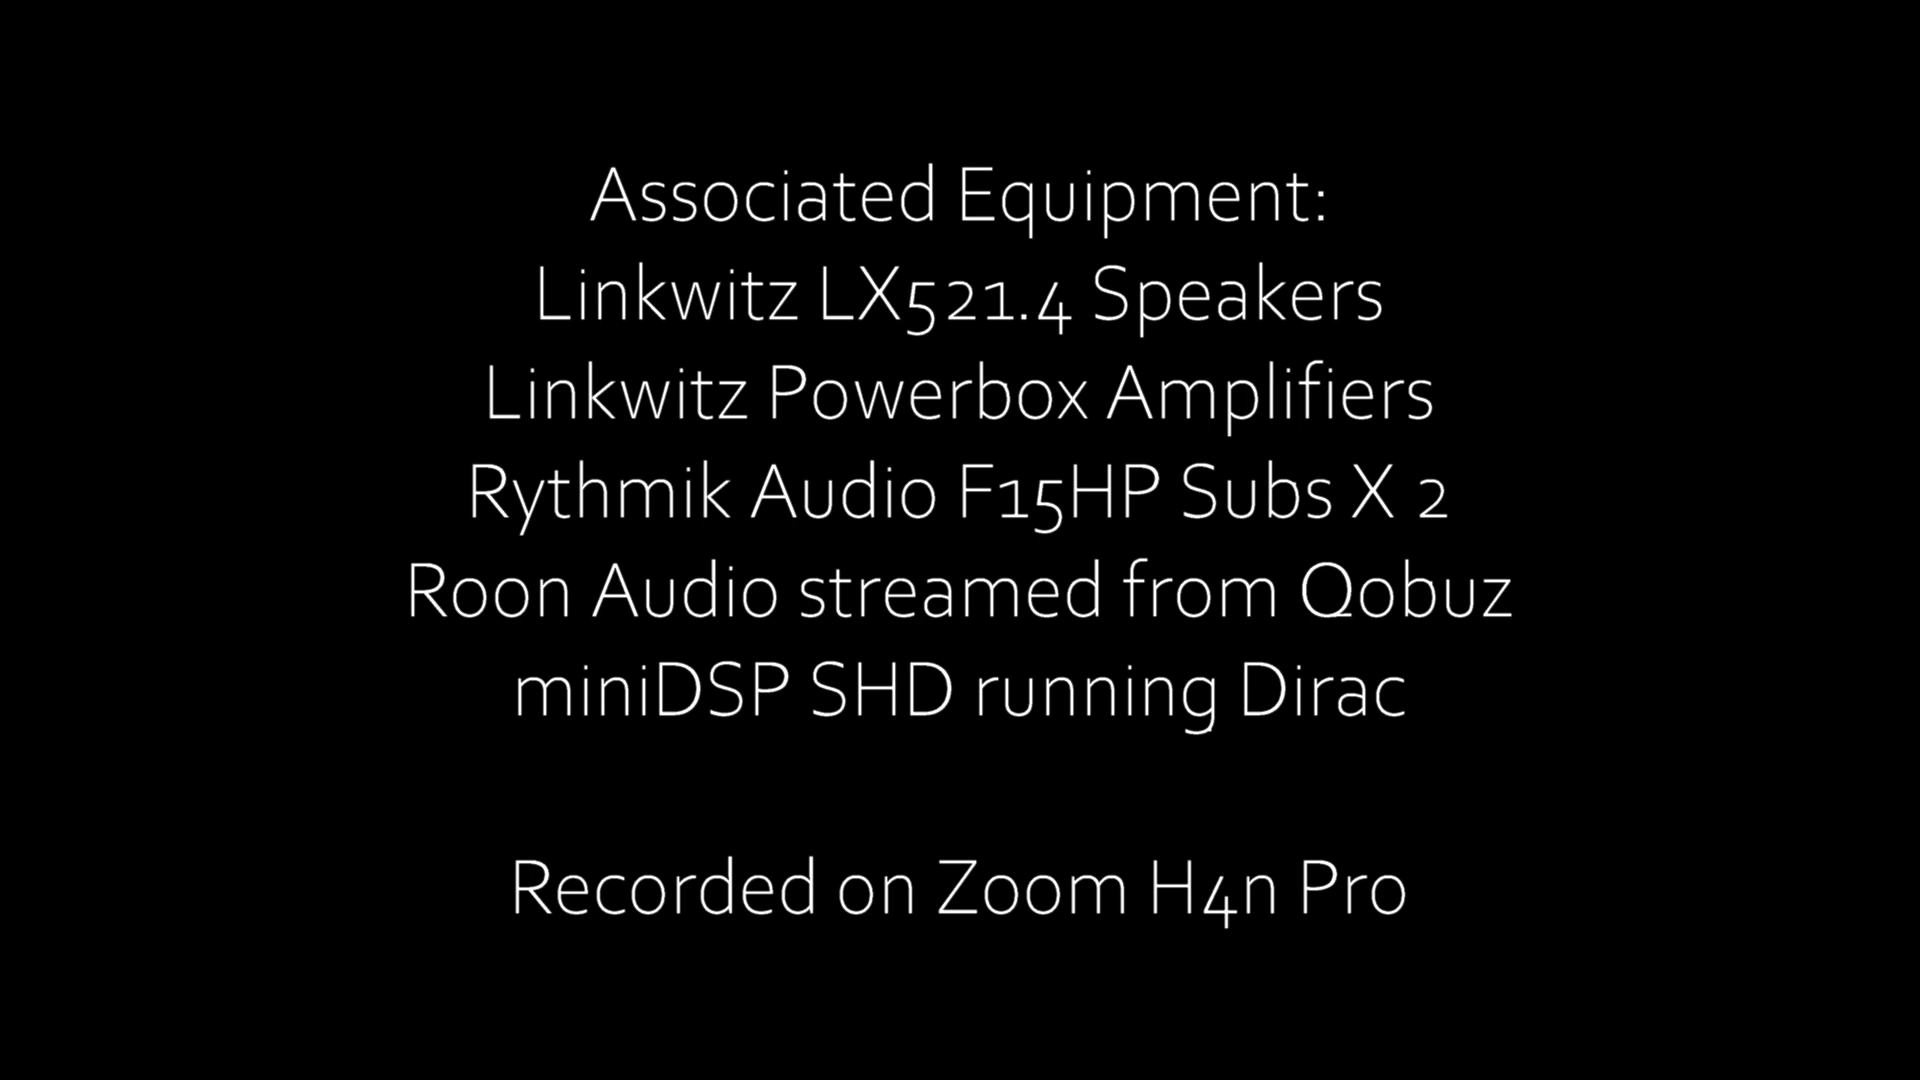 Associated Equipment:
Linkwitz LX521.4 Speakers
Linkwitz Powerbox Amplifiers
Rythmik Audio F15HP Subs X 2
Roon Audio streamed from Qobuz
miniDSP SHD running Dirac
Recorded on Zoom H4n Pro